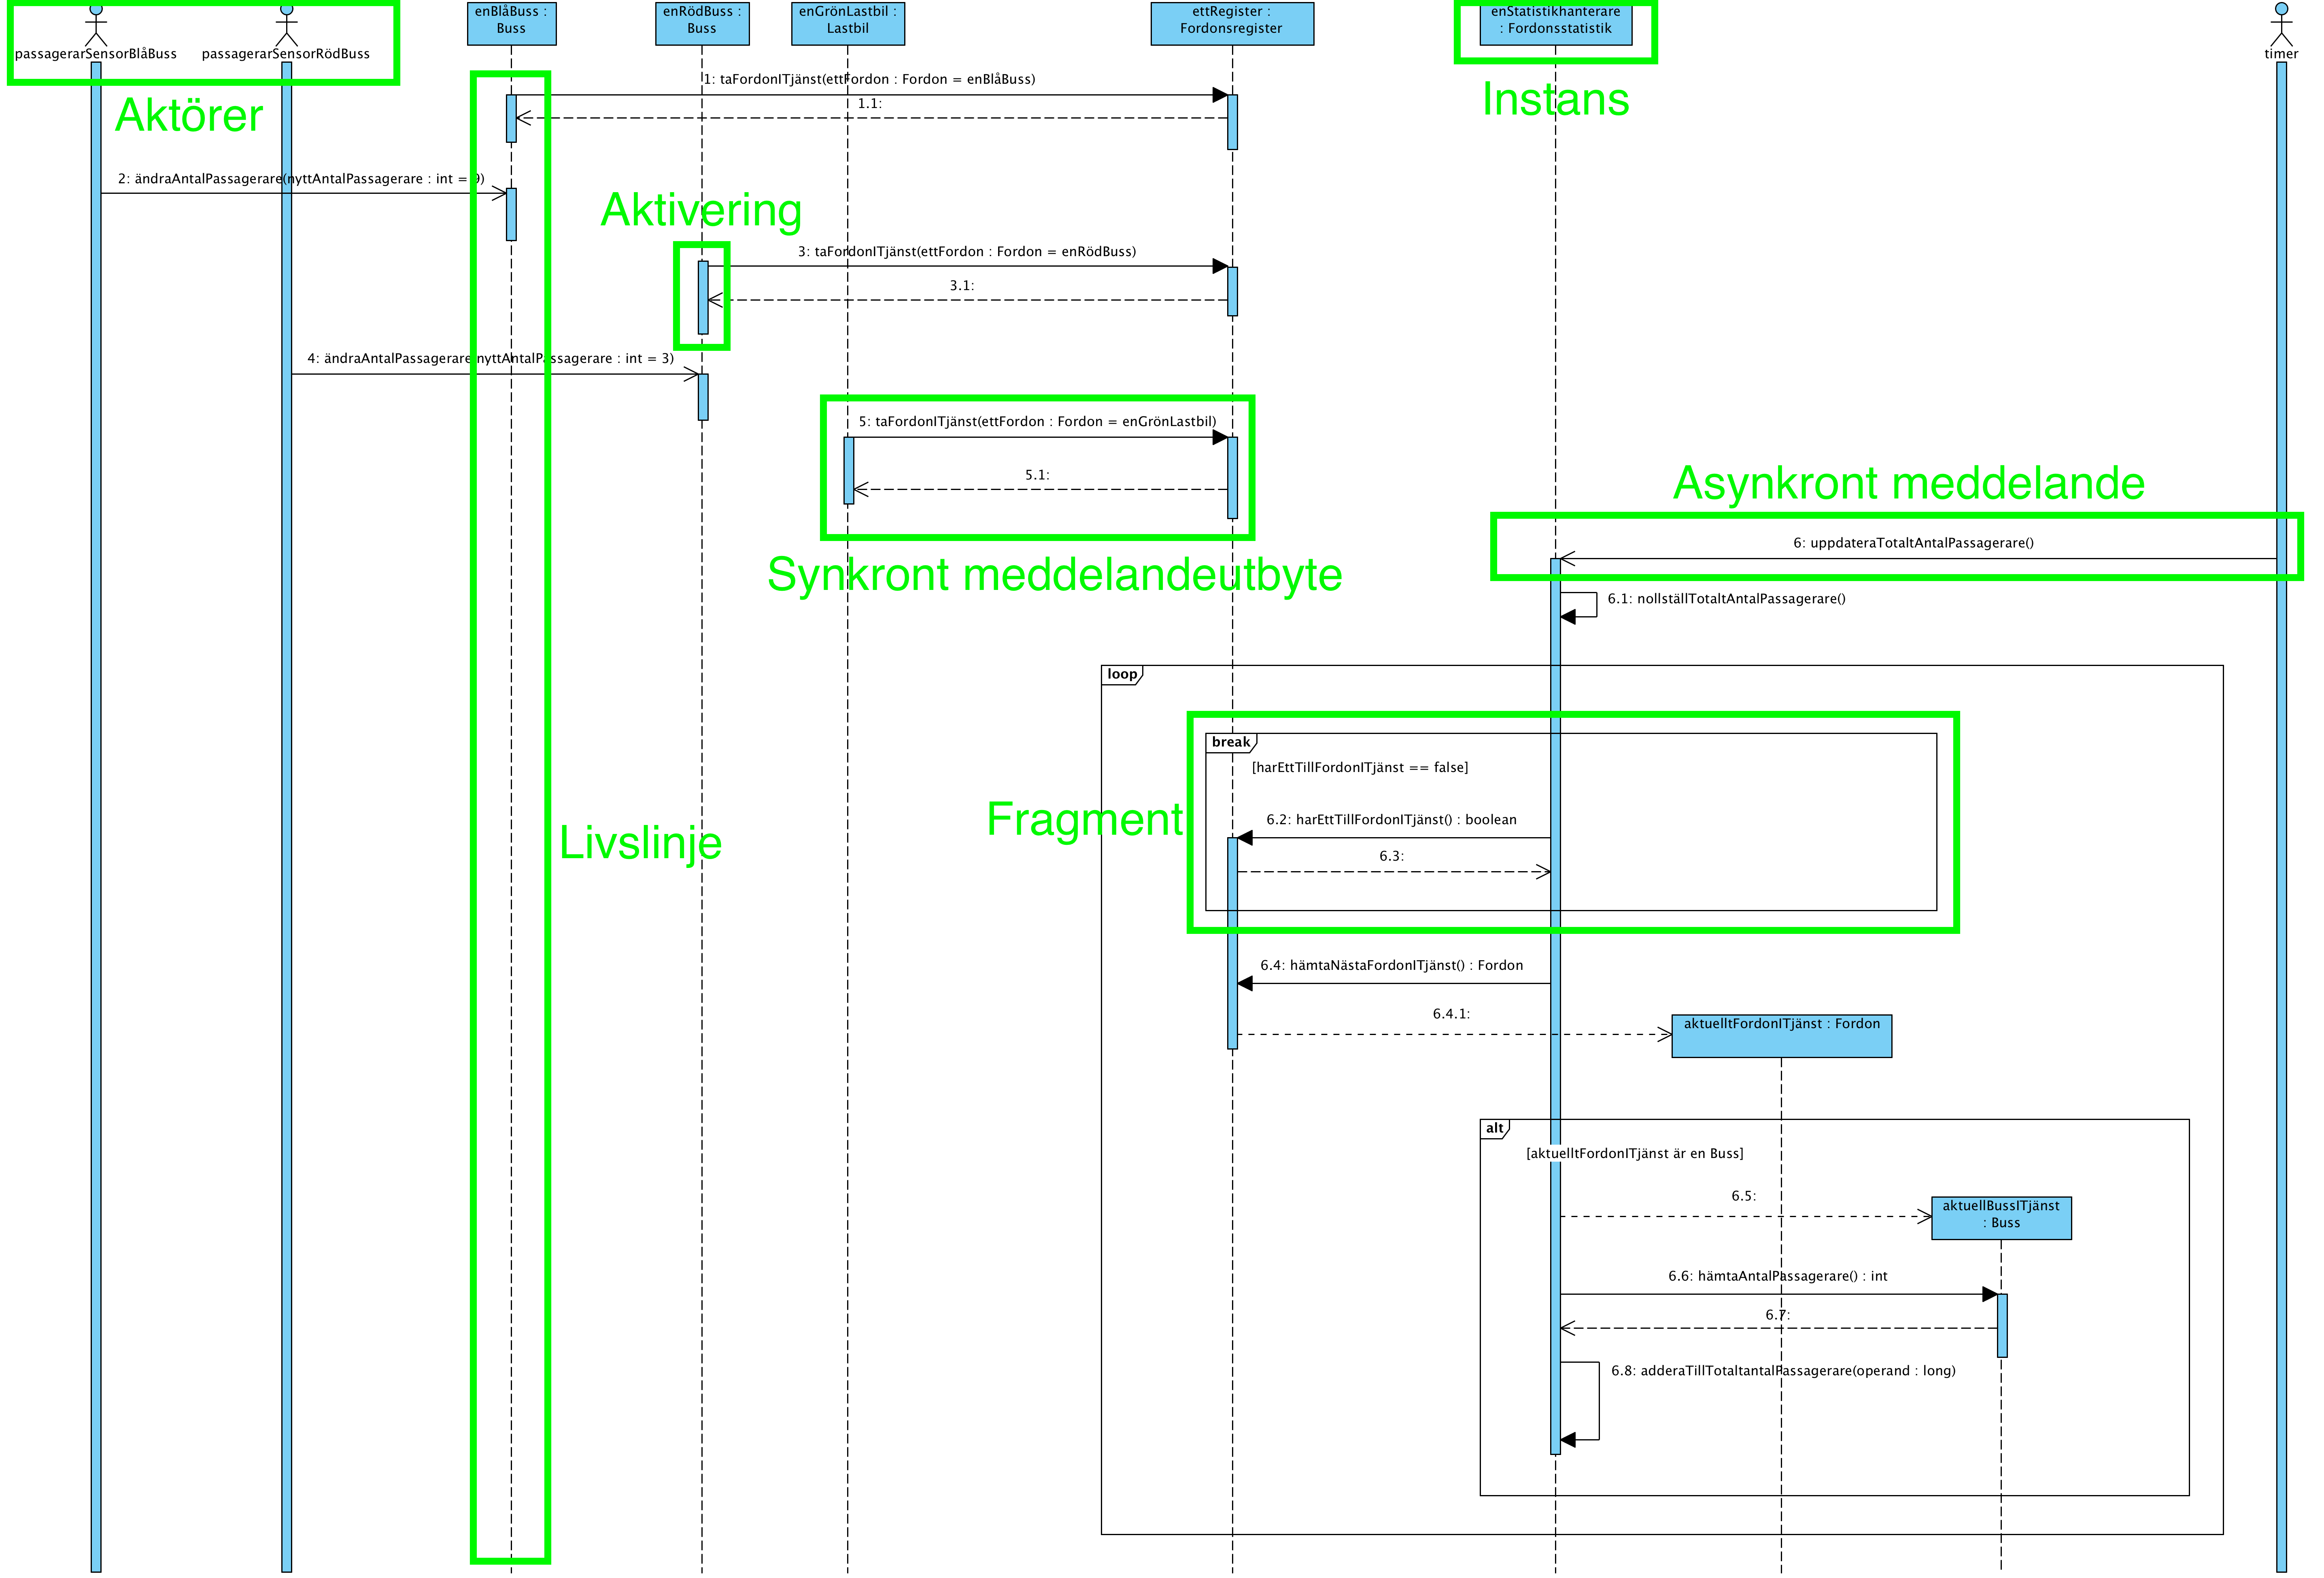 passagerarSensorBlåBuss
passagerarSensorRödBuss
enBlåBuss :
Buss
enRödBuss :
Buss
enGrönLastbil :
Lastbil
ettRegister :
Fordonsregister
enStatistikhanterare
: Fordonsstatistik
timer
Aktörer
Instans
1: taFordonITjänst(ettFordon : Fordon = enBlåBuss)
1.1:
2: ändraAntalPassagerare(nyttAntalPassagerare : int = 9)
Aktivering
3: taFordonITjänst(ettFordon : Fordon = enRödBuss)
3.1:
4: ändraAntalPassagerare(nyttAntalPassagerare : int = 3)
5: taFordonITjänst(ettFordon : Fordon = enGrönLastbil)
5.1:
Asynkront meddelande
6: uppdateraTotaltAntalPassagerare()
Synkront meddelandeutbyte
6.1: nollställTotaltAntalPassagerare()
loop
break
[harEttTillFordonITjänst == false]
Fragment
6.2: harEttTillFordonITjänst() : boolean
Livslinje
6.3:
6.4: hämtaNästaFordonITjänst() : Fordon
6.4.1:
aktuelltFordonITjänst : Fordon
alt
[aktuelltFordonITjänst är en Buss]
6.5:
aktuellBussITjänst
: Buss
6.6: hämtaAntalPassagerare() : int
6.7:
6.8: adderaTillTotaltantalPassagerare(operand : long)